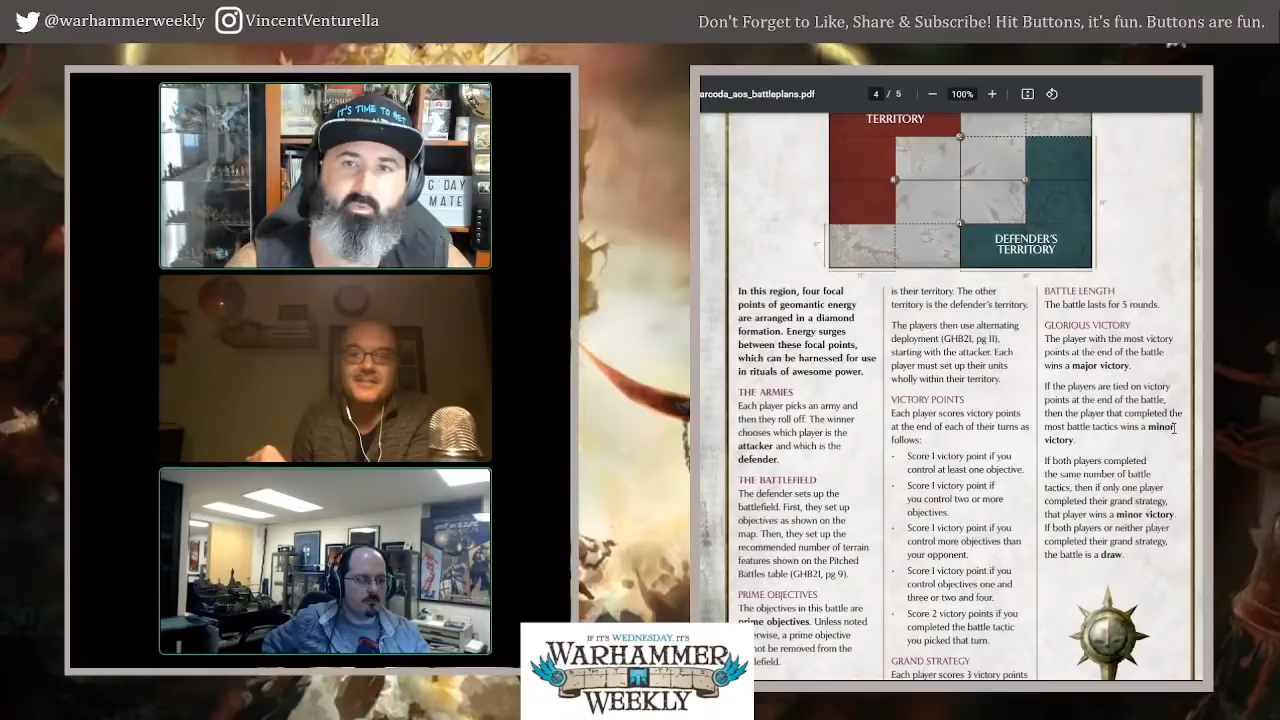 @warhammerweekly
VincentVenturella
Don't Forget to Like, Share & Subscribe! Hit Buttons, it's fun. Buttons are fun.
IT'S TIME TO GET
G'DAY
MATE
arcoda_aos_battleplans.pdf
4 / 5
100%
TERRITORY
DEFENDER'S
TERRITORY
In this region, four focal
points of geomantic energy
are arranged in a diamond
formation. Energy surges
between these focal points,
which can be harnessed for use
in rituals of awesome power.
THE ARMIES
Each player picks an army and
then they roll off. The winner
chooses which player is the
attacker and which is the
defender.
THE BATTLEFIELD
The defender sets up the
battlefield. First, they set up
objectives as shown on the
map. Then, they set up the
recommended number of terrain
features shown on the Pitched
Battles table (GHB21, pg 9).
PRIME OBJECTIVES
The objectives in this battle are
prime objectives. Unless noted
erwise, a prime objective
not be removed from the
lefield.
is their territory. The other
territory is the defender's territory.
The players then use alternating
deployment (GHB21, pg 11),
starting with the attacker. Each
player must set up their units
wholly within their territory.
VICTORY POINTS
Each player scores victory points
at the end of each of their turns as
follows:
· Score 1 victory point if you
control at least one objective.
· Score 1 victory point if
you control two or more
objectives.
· Score 1 victory point if you
control more objectives than
your opponent.
· Score 1 victory point if you
control objectives one and
three or two and four.
· Score 2 victory points if you
completed the battle tactic
you picked that turn.
GRAND STRATEGY
Each player scores 3 victory points
BATTLE LENGTH
The battle lasts for 5 rounds.
GLORIOUS VICTORY
The player with the most victory
points at the end of the battle
wins a major victory.
If the players are tied on victory
points at the end of the battle,
then the player that completed the
most battle tactics wins a minor
victory.
If both players completed
the same number of battle
tactics, then if only one player
completed their grand strategy,
that player wins a minor victory.
If both players or neither player
completed their grand strategy,
the battle is a draw.
IF IT'S WEDNESDAY, IT'S
WARHAMMER
WEEKLY